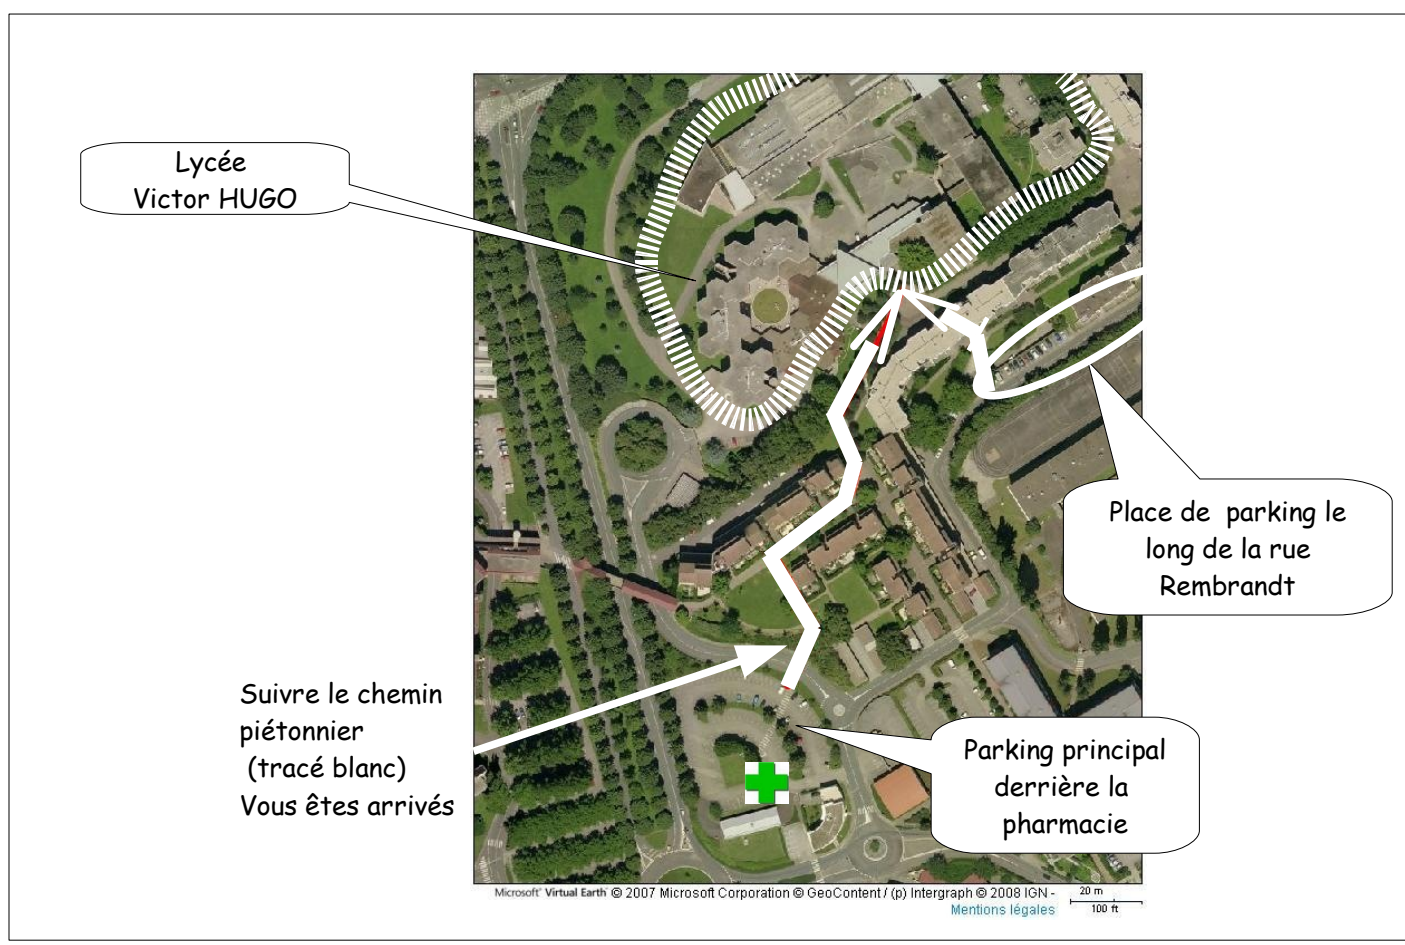 Lycée
Victor HUGO
Place de parking le
long de la rue
Rembrandt
Suivre le chemin
piétonnier
(tracé blanc)
Vous êtes arrivés
Parking principal
derrière la
pharmacie
Microsoft® Virtual Earth © 2007 Microsoft Corporation © GeoContent / (p) Intergraph © 2008 IGN -
Mentions légales
20 m
100 ft